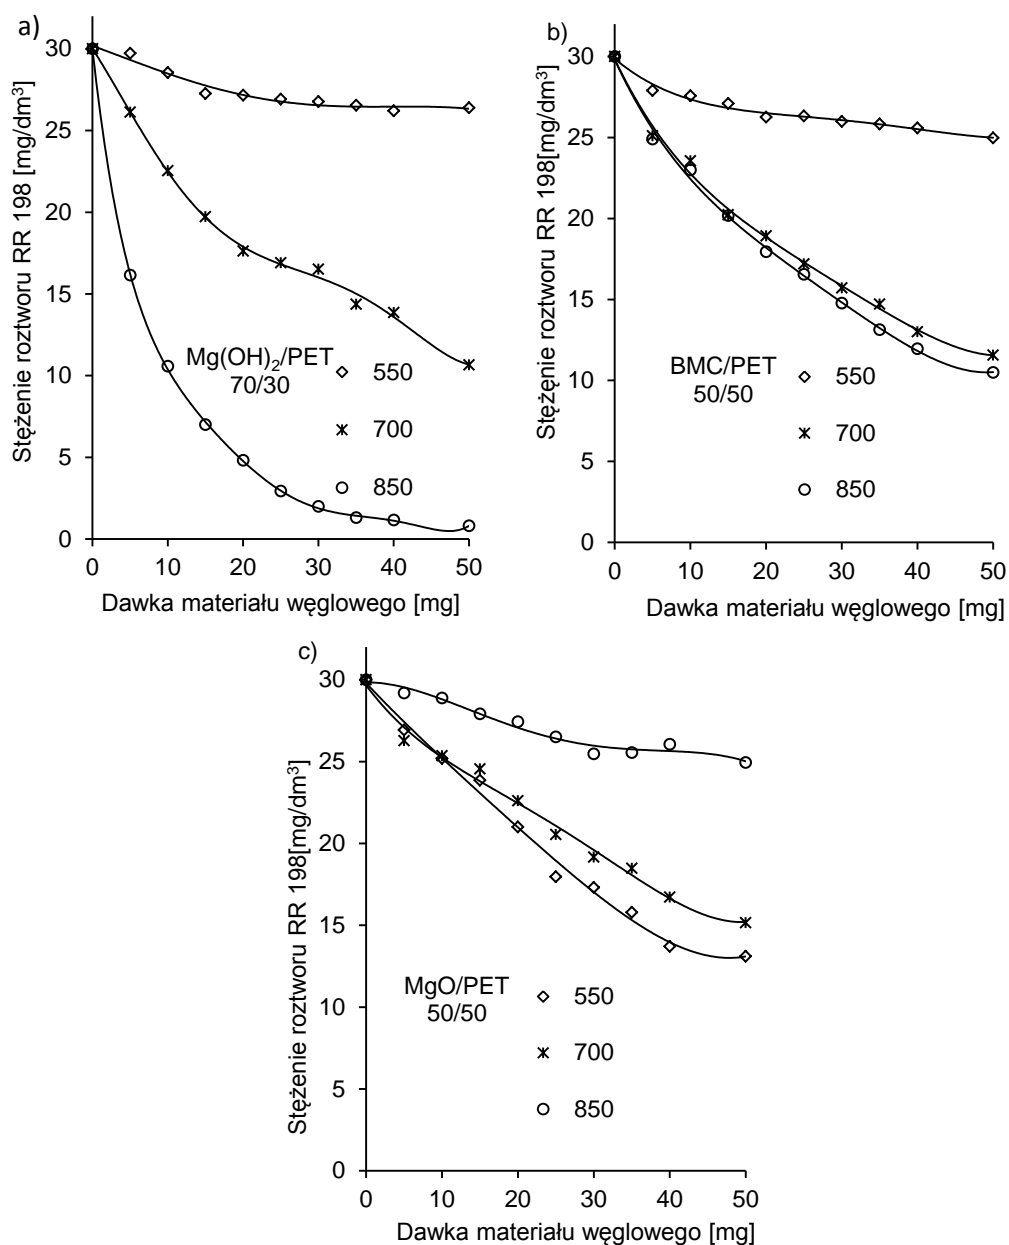 a)
Stężenie roztworu RR 198 [mg/dm³]
30
25
20
15
10
5
0
0 10 20 30 40 50
Dawka materiału węglowego [mg]
Mg(OH)₂/PET
70/30
550
700
850
b)
Stężęnie roztworu RR 198[mg/dm³]
30
25
20
15
10
5
0
0 10 20 30 40 50
Dawka materiału węglowego [mg]
BMC/PET
50/50
550
700
850
c)
Stężenie roztworu RR 198[mg/dm³]
30
25
20
15
10
5
0
0 10 20 30 40 50
Dawka materiału węglowego [mg]
MgO/PET
50/50
550
700
850